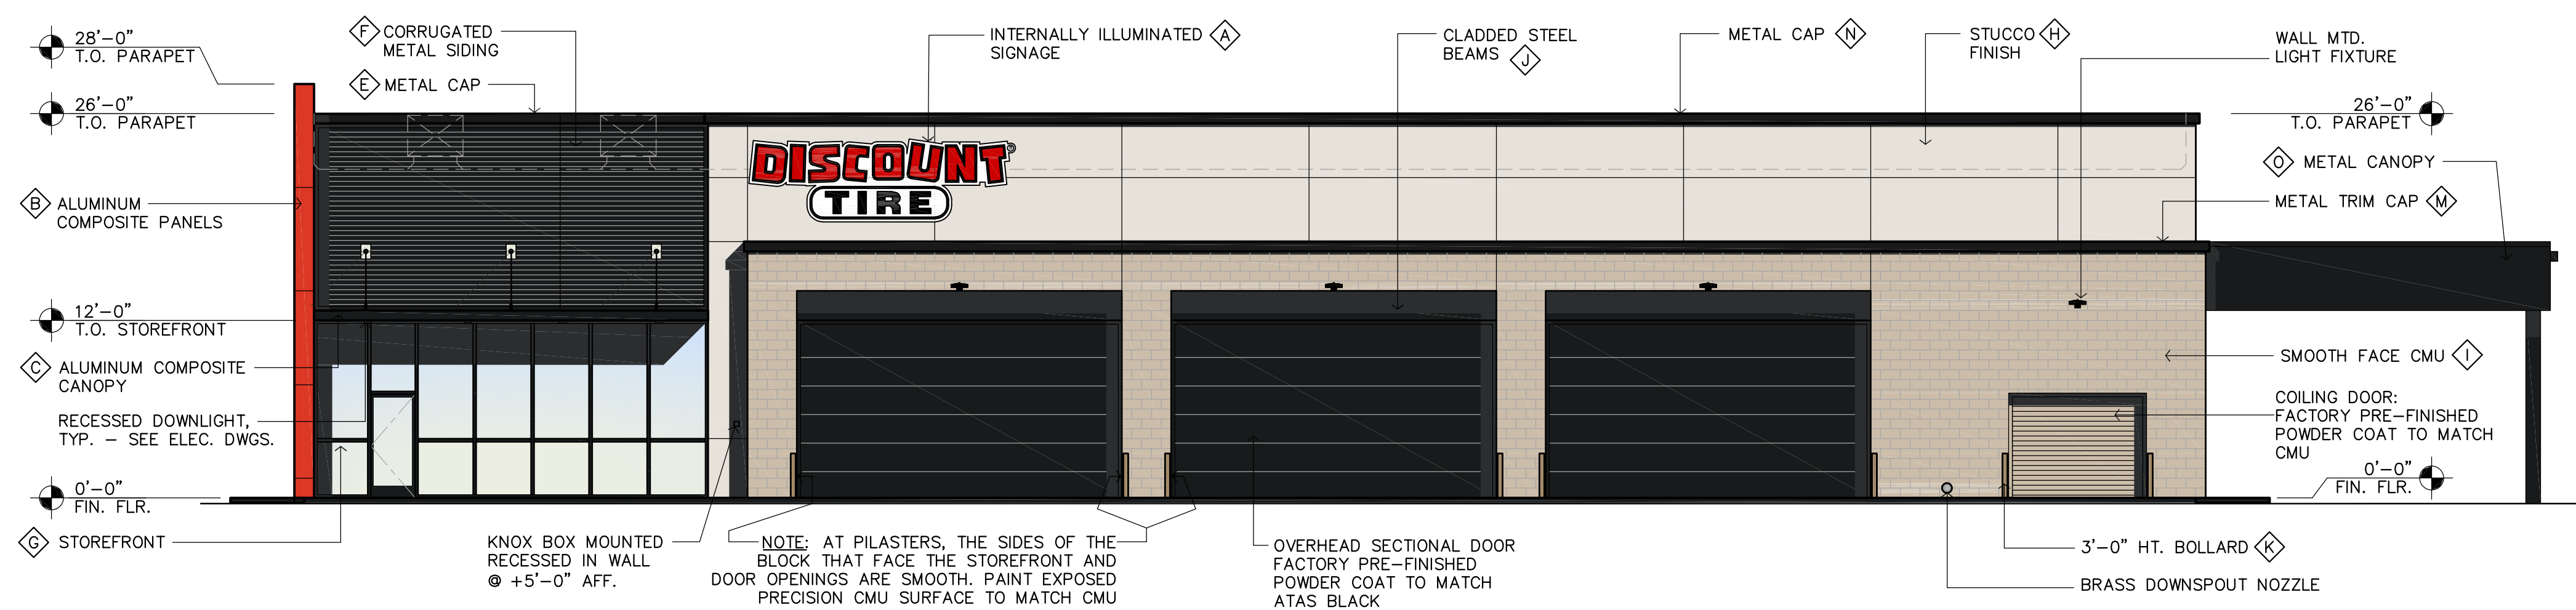 28'-0"
T.O. PARAPET
26'-0"
T.O. PARAPET
F CORRUGATED
METAL SIDING
E METAL CAP
INTERNALLY ILLUMINATED A
SIGNAGE
CLADDED STEEL
BEAMS J
METAL CAP N
STUCCO H
FINISH
WALL MTD.
LIGHT FIXTURE
26'-0"
T.O. PARAPET
O METAL CANOPY
METAL TRIM CAP M
DISCOUNT ®
TIRE
B ALUMINUM
COMPOSITE PANELS
12'-0"
T.O. STOREFRONT
C ALUMINUM COMPOSITE
CANOPY
RECESSED DOWNLIGHT,
TYP. - SEE ELEC. DWGS.
0'-0"
FIN. FLR.
G STOREFRONT
SMOOTH FACE CMU I
COILING DOOR:
FACTORY PRE-FINISHED
POWDER COAT TO MATCH
CMU
0'-0"
FIN. FLR.
KNOX BOX MOUNTED
RECESSED IN WALL
@ +5'-0" AFF.
NOTE: AT PILASTERS, THE SIDES OF THE
BLOCK THAT FACE THE STOREFRONT AND
DOOR OPENINGS ARE SMOOTH. PAINT EXPOSED
PRECISION CMU SURFACE TO MATCH CMU
OVERHEAD SECTIONAL DOOR
FACTORY PRE-FINISHED
POWDER COAT TO MATCH
ATAS BLACK
3'-0" HT. BOLLARD K
BRASS DOWNSPOUT NOZZLE